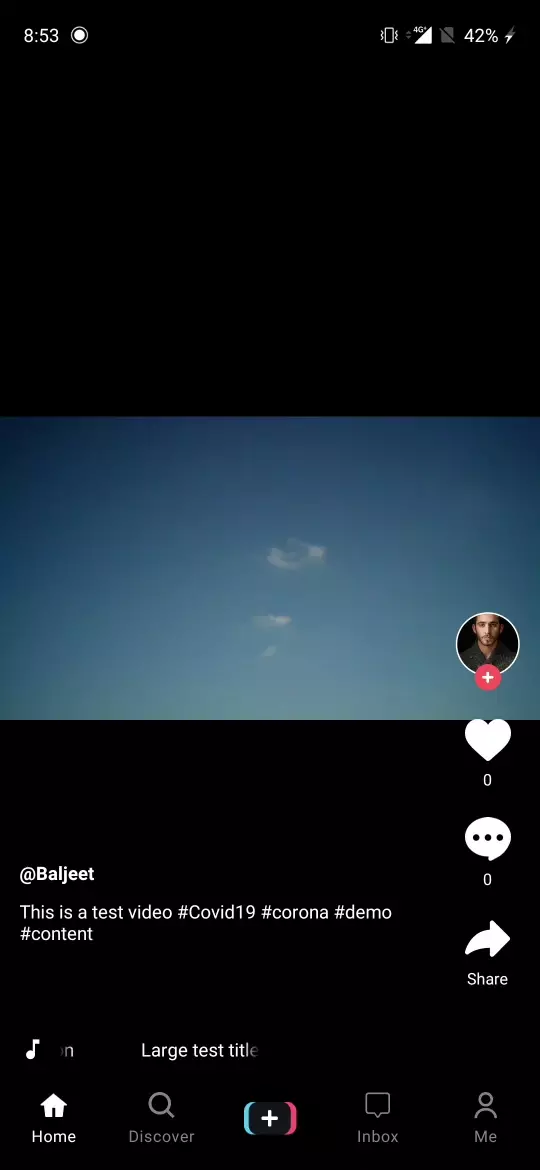 8:53
4G+ 42%
0
0
@Baljeet
This is a test video #Covid19 #corona #demo
#content
Share
on Large test title
Home Discover Inbox Me